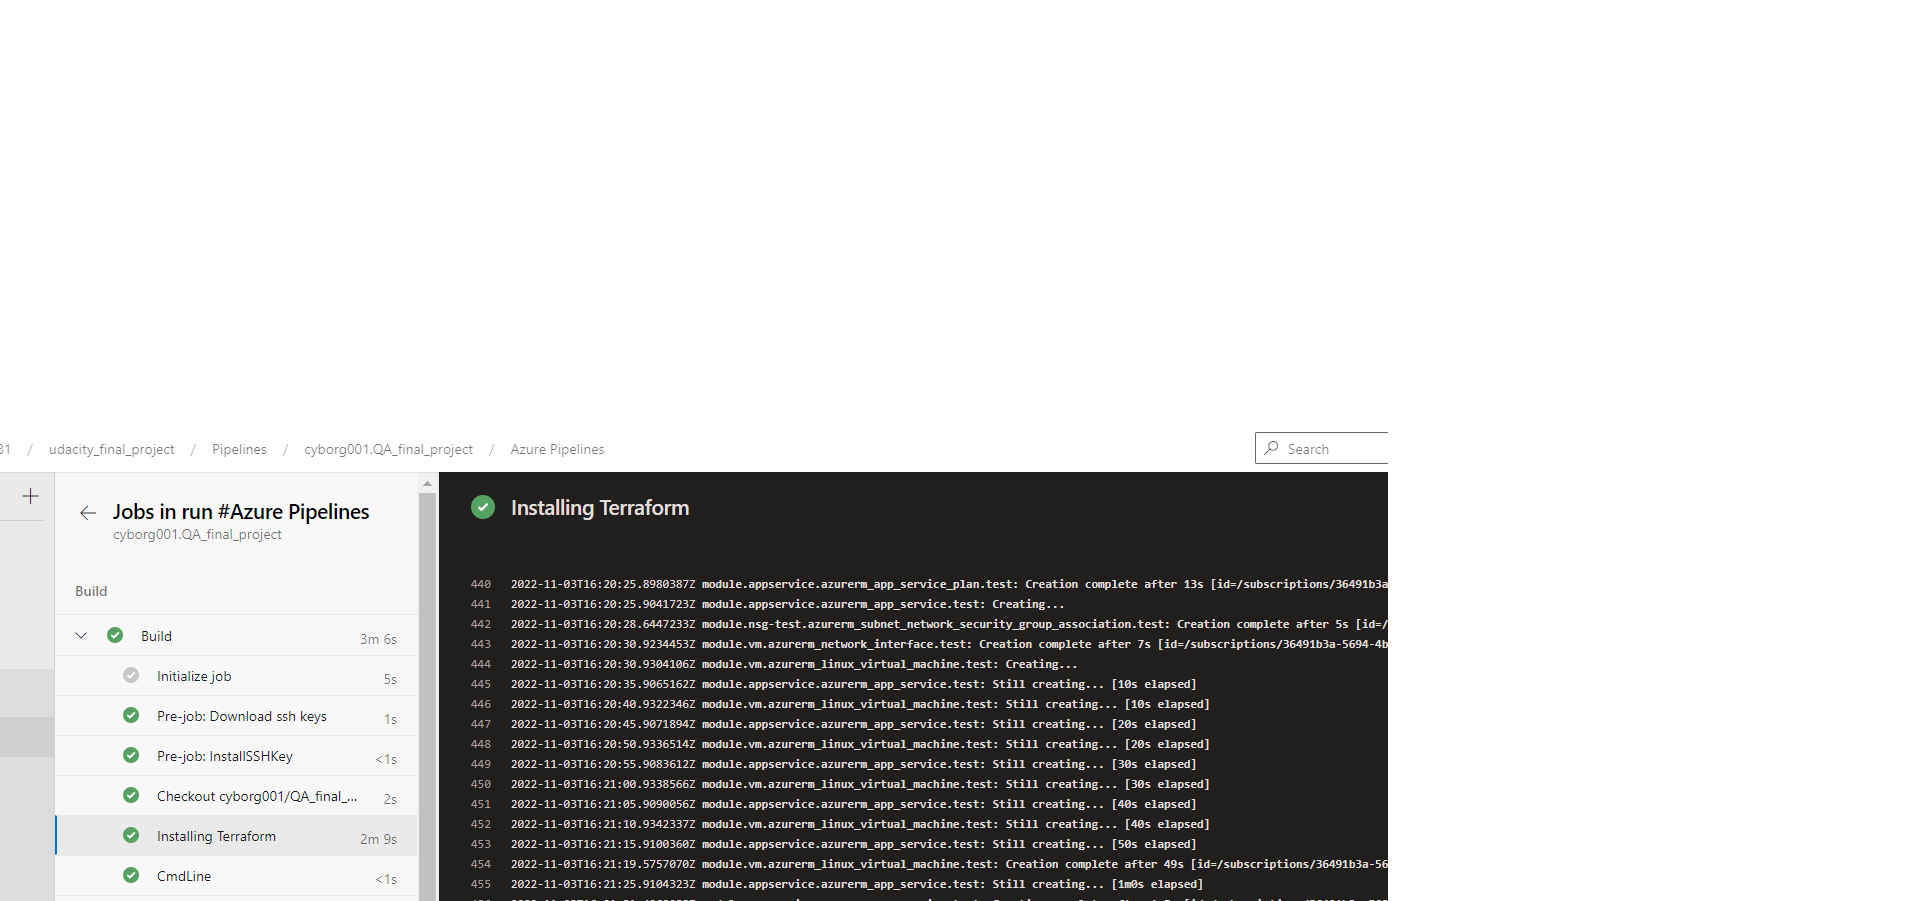 31 / udacity_final_project / Pipelines / cyborg001.QA_final_project / Azure Pipelines
Search
Jobs in run #Azure Pipelines
cyborg001.QA_final_project
Build
Build 3m 6s
Initialize job 5s
Pre-job: Download ssh keys 1s
Pre-job: InstallSSHKey <1s
Checkout cyborg001/QA_final_... 2s
Installing Terraform 2m 9s
CmdLine <1s
Installing Terraform
440 2022-11-03T16:20:25.8980387Z module.appservice.azurerm_app_service_plan.test: Creation complete after 13s [id=/subscriptions/36491b3a
441 2022-11-03T16:20:25.9041723Z module.appservice.azurerm_app_service.test: Creating...
442 2022-11-03T16:20:28.6447233Z module.nsg-test.azurerm_subnet_network_security_group_association.test: Creation complete after 5s [id=/
443 2022-11-03T16:20:30.9234453Z module.vm.azurerm_network_interface.test: Creation complete after 7s [id=/subscriptions/36491b3a-5694-4b
444 2022-11-03T16:20:30.9304106Z module.vm.azurerm_linux_virtual_machine.test: Creating...
445 2022-11-03T16:20:35.9065162Z module.appservice.azurerm_app_service.test: Still creating... [10s elapsed]
446 2022-11-03T16:20:40.9322346Z module.vm.azurerm_linux_virtual_machine.test: Still creating... [10s elapsed]
447 2022-11-03T16:20:45.9071894Z module.appservice.azurerm_app_service.test: Still creating... [20s elapsed]
448 2022-11-03T16:20:50.9336514Z module.vm.azurerm_linux_virtual_machine.test: Still creating... [20s elapsed]
449 2022-11-03T16:20:55.9083612Z module.appservice.azurerm_app_service.test: Still creating... [30s elapsed]
450 2022-11-03T16:21:00.9338566Z module.vm.azurerm_linux_virtual_machine.test: Still creating... [30s elapsed]
451 2022-11-03T16:21:05.9090056Z module.appservice.azurerm_app_service.test: Still creating... [40s elapsed]
452 2022-11-03T16:21:10.9342337Z module.vm.azurerm_linux_virtual_machine.test: Still creating... [40s elapsed]
453 2022-11-03T16:21:15.9100360Z module.appservice.azurerm_app_service.test: Still creating... [50s elapsed]
454 2022-11-03T16:21:19.5757070Z module.vm.azurerm_linux_virtual_machine.test: Creation complete after 49s [id=/subscriptions/36491b3a-56
455 2022-11-03T16:21:25.9104323Z module.appservice.azurerm_app_service.test: Still creating... [1m0s elapsed]